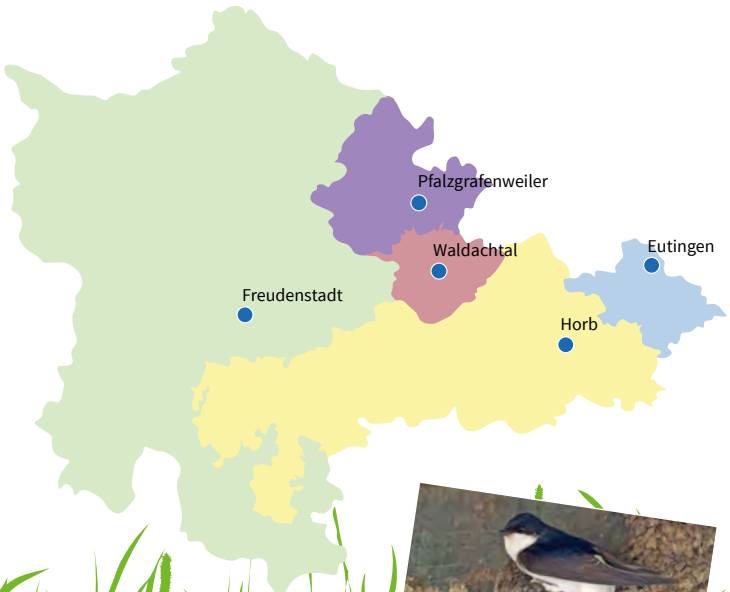 Pfalzgrafenweiler
Waldachtal
Eutingen
Freudenstadt
Horb